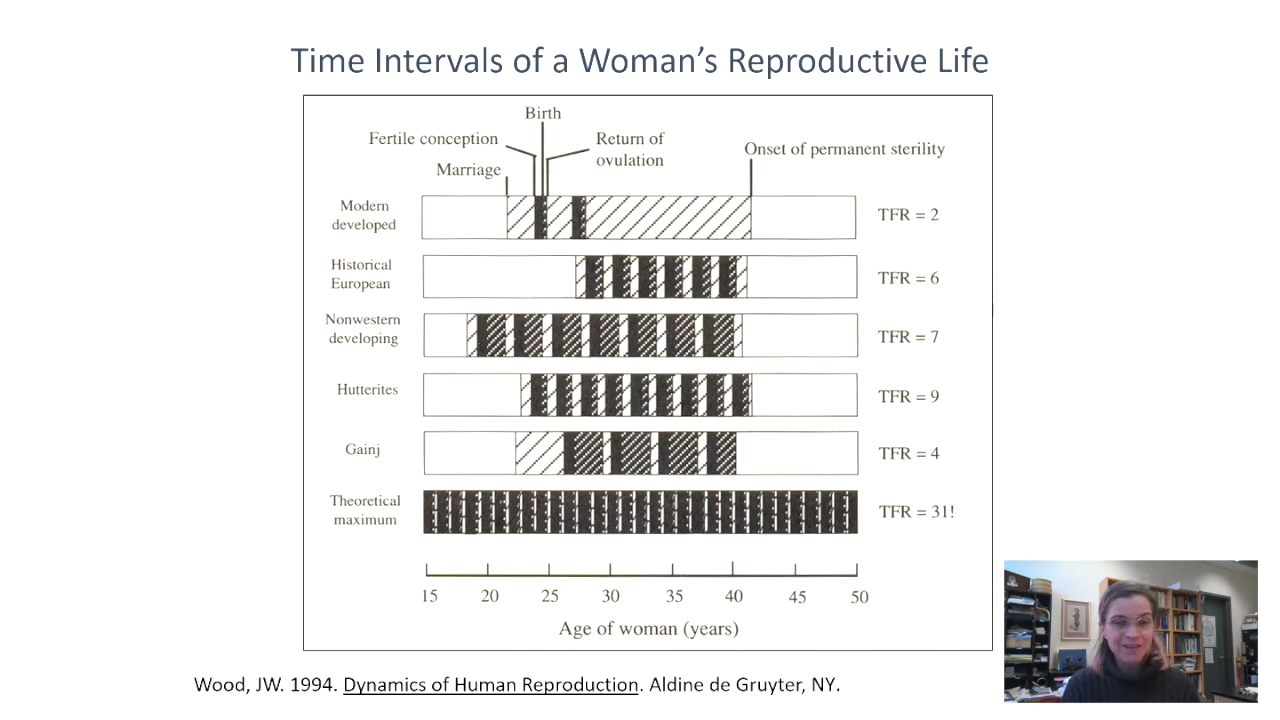 Time Intervals of a Woman's Reproductive Life
Birth
Fertile conception
Return of
ovulation
Marriage
Onset of permanent sterility
Modern
developed
TFR = 2
Historical
European
TFR = 6
Nonwestern
developing
TFR = 7
Hutterites
TFR = 9
Gainj
TFR = 4
Theoretical
maximum
TFR = 31!
15 20 25 30 35 40 45 50
Age of woman (years)
Wood, JW. 1994. Dynamics of Human Reproduction. Aldine de Gruyter, NY.